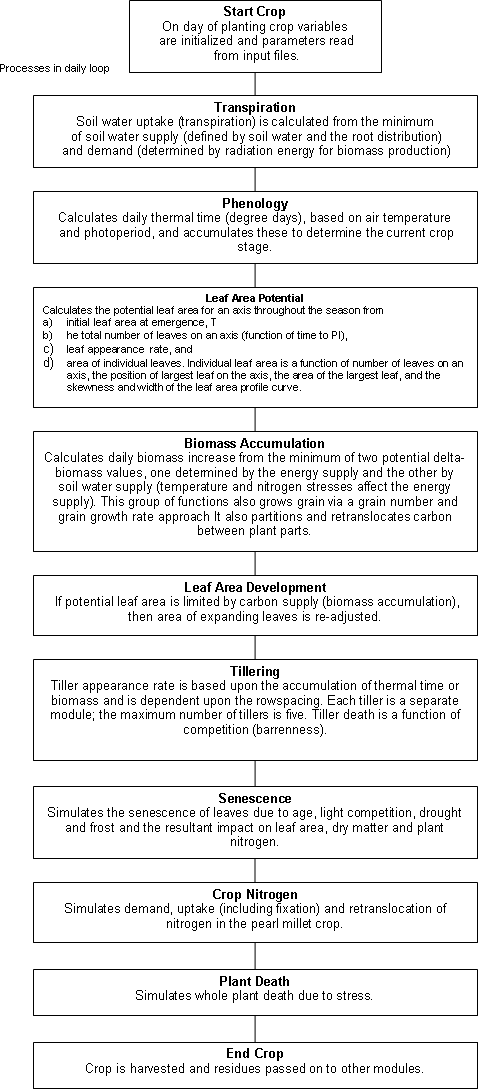 Start Crop
On day of planting crop variables
are initialized and parameters read
from input files.
Processes in daily loop
Transpiration
Soil water uptake (transpiration) is calculated from the minimum
of soil water supply (defined by soil water and the root distribution)
and demand (determined by radiation energy for biomass production)
Phenology
Calculates daily thermal time (degree days), based on air temperature
and photoperiod, and accumulates these to determine the current crop
stage.
Leaf Area Potential
Calculates the potential leaf area for an axis throughout the season from
a) initial leaf area at emergence, T
b) he total number of leaves on an axis (function of time to PI),
c) leaf appearance rate, and
d) area of individual leaves. Individual leaf area is a function of number of leaves on an
axis, the position of largest leaf on the axis, the area of the largest leaf, and the
skewness and width of the leaf area profile curve.
Biomass Accumulation
Calculates daily biomass increase from the minimum of two potential delta-
biomass values, one determined by the energy supply and the other by
soil water supply (temperature and nitrogen stresses affect the energy
supply). This group of functions also grows grain via a grain number and
grain growth rate approach It also partitions and retranslocates carbon
between plant parts.
Leaf Area Development
If potential leaf area is limited by carbon supply (biomass accumulation),
then area of expanding leaves is re-adjusted.
Tillering
Tiller appearance rate is based upon the accumulation of thermal time or
biomass and is dependent upon the rowspacing. Each tiller is a separate
module; the maximum number of tillers is five. Tiller death is a function of
competition (barrenness).
Senescence
Simulates the senescence of leaves due to age, light competition, drought
and frost and the resultant impact on leaf area, dry matter and plant
nitrogen.
Crop Nitrogen
Simulates demand, uptake (including fixation) and retranslocation of
nitrogen in the pearl millet crop.
Plant Death
Simulates whole plant death due to stress.
End Crop
Crop is harvested and residues passed on to other modules.